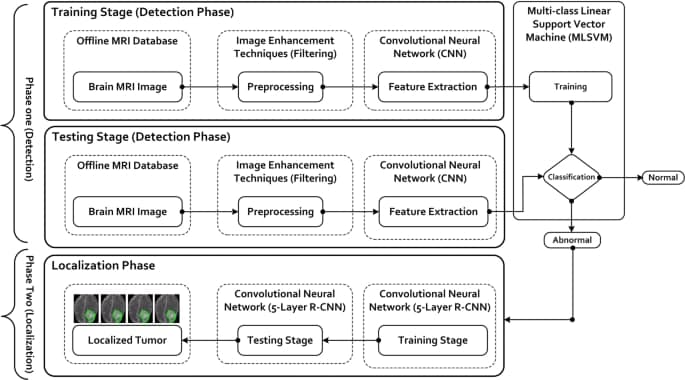 Training Stage (Detection Phase)
Offline MRI Database
Brain MRI Image
Image Enhancement
Techniques (Filtering)
Preprocessing
Convolutional Neural
Network (CNN)
Feature Extraction
Multi-class Linear
Support Vector
Machine (MLSVM)
Training
Classification
Normal
Abnormal
Phase one (Detection)
Testing Stage (Detection Phase)
Offline MRI Database
Brain MRI Image
Image Enhancement
Techniques (Filtering)
Preprocessing
Convolutional Neural
Network (CNN)
Feature Extraction
Phase Two (Localization)
Localization Phase
Localized Tumor
Convolutional Neural
Network (5-Layer R-CNN)
Testing Stage
Convolutional Neural
Network (5-Layer R-CNN)
Training Stage